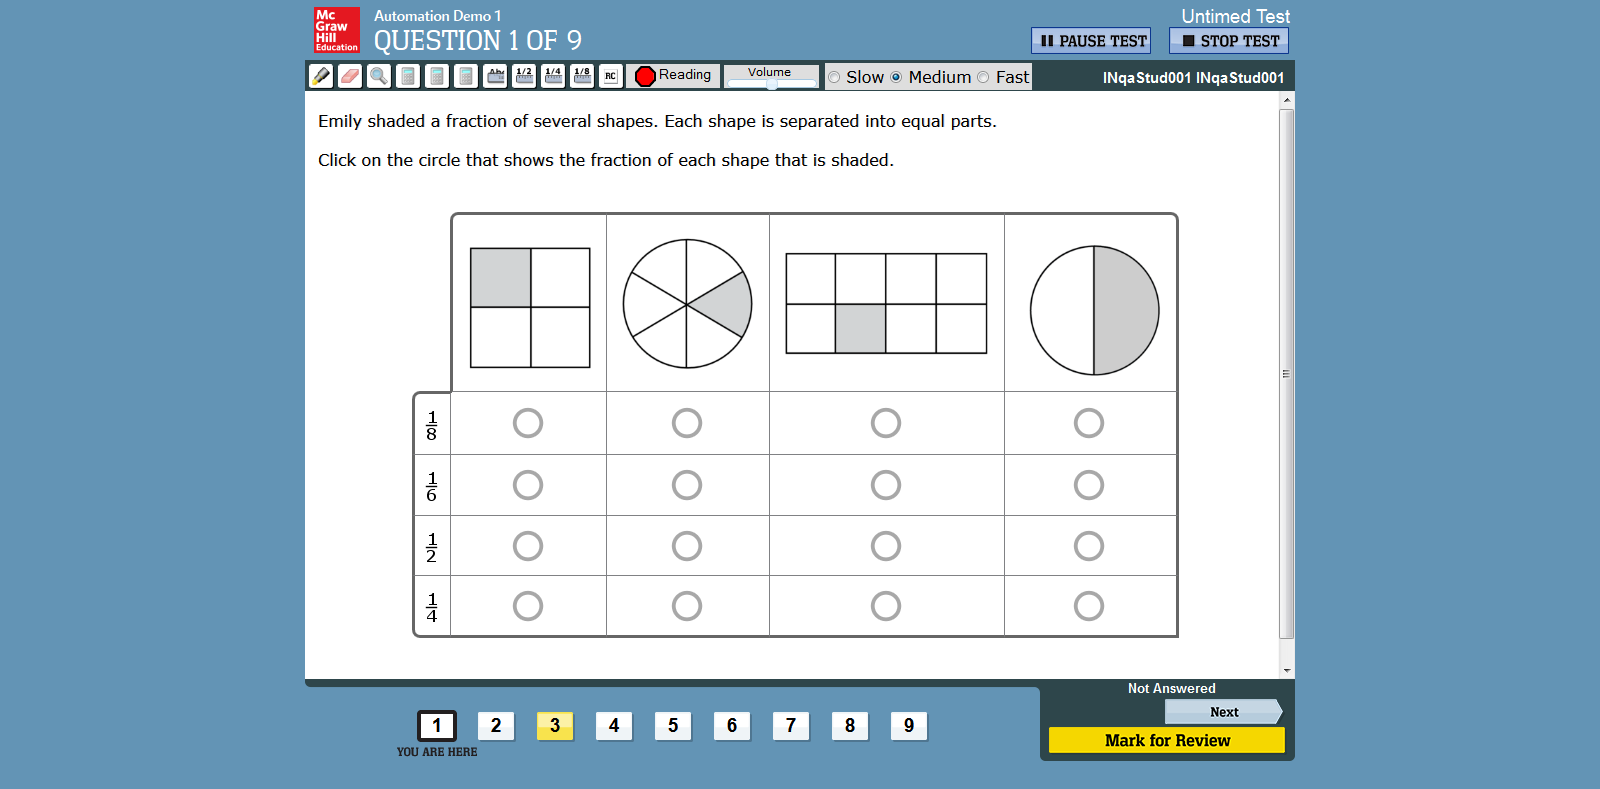 Mc
Graw
Hill
Education
Automation Demo 1
QUESTION 1 OF 9
Untimed Test
PAUSE TEST
STOP TEST
1/2
1/4
1/8
RC
Reading
Volume
Slow
Medium
Fast
INqaStud001 INqaStud001
Emily shaded a fraction of several shapes. Each shape is separated into equal parts.
Click on the circle that shows the fraction of each shape that is shaded.
1/8
1/6
1/2
1/4
Not Answered
Next
Mark for Review
1 2 3 4 5 6 7 8 9
YOU ARE HERE